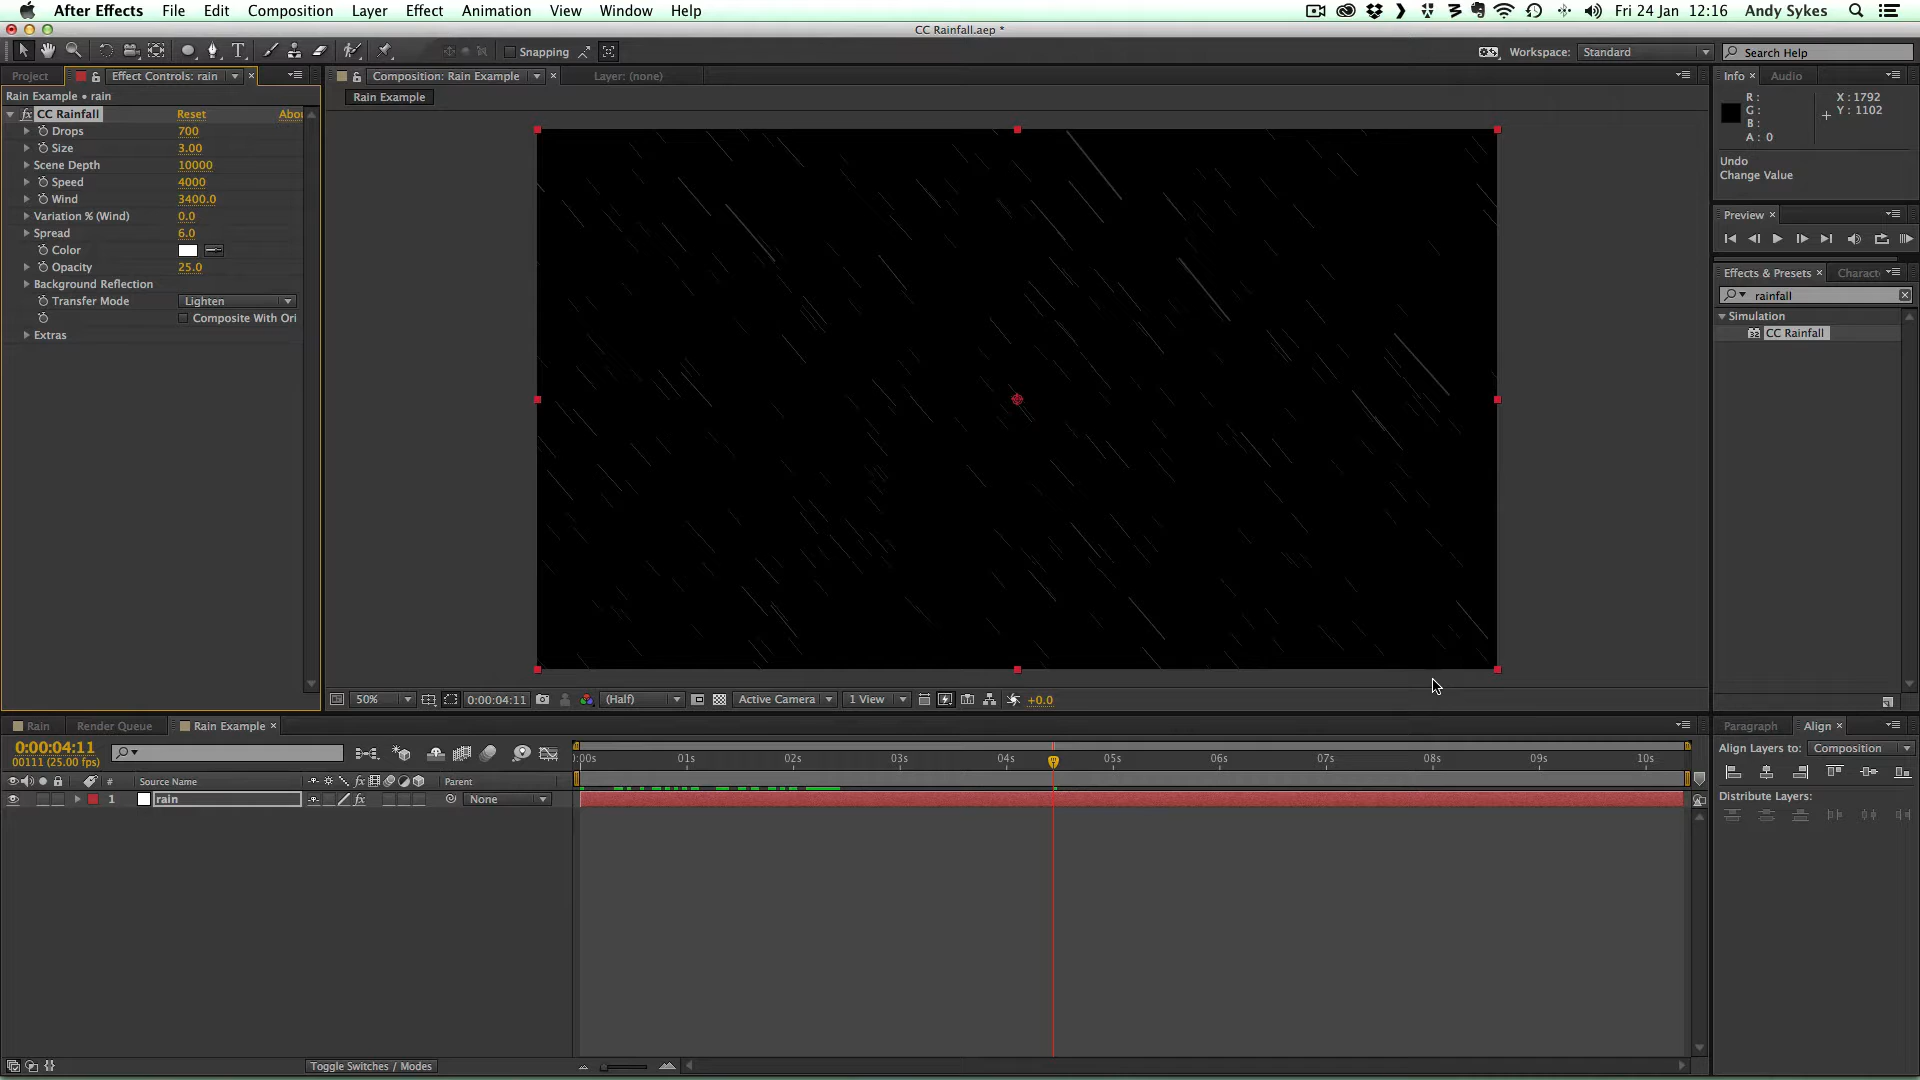 After Effects File Edit Composition Layer Effect Animation View Window Help Fri 24 Jan 12:16 Andy Sykes
CC Rainfall.aep *
Snapping Workspace: Standard Search Help
Project Effect Controls: rain Composition: Rain Example Layer: (none) Info Audio
Rain Example • rain
Rain Example
CC Rainfall Reset Abou
Drops 700
Size 3.00
Scene Depth 10000
Speed 4000
Wind 3400.0
Variation % (Wind) 0.0
Spread 6.0
Color
Opacity 25.0
Background Reflection
Transfer Mode Lighten
Composite With Ori
Extras
R : X : 1792
G : Y : 1102
B :
A : 0
Undo
Change Value
Preview
Effects & Presets Charact
rainfall
Simulation
32 CC Rainfall
50% 0:00:04:11 (Half) Active Camera 1 View +0.0
Rain Render Queue Rain Example
0:00:04:11
00111 (25.00 fps)
# Source Name Parent
1 rain fx None
):00s 01s 02s 03s 04s 05s 06s 07s 08s 09s 10s
Toggle Switches / Modes
Paragraph Align
Align Layers to: Composition
Distribute Layers: